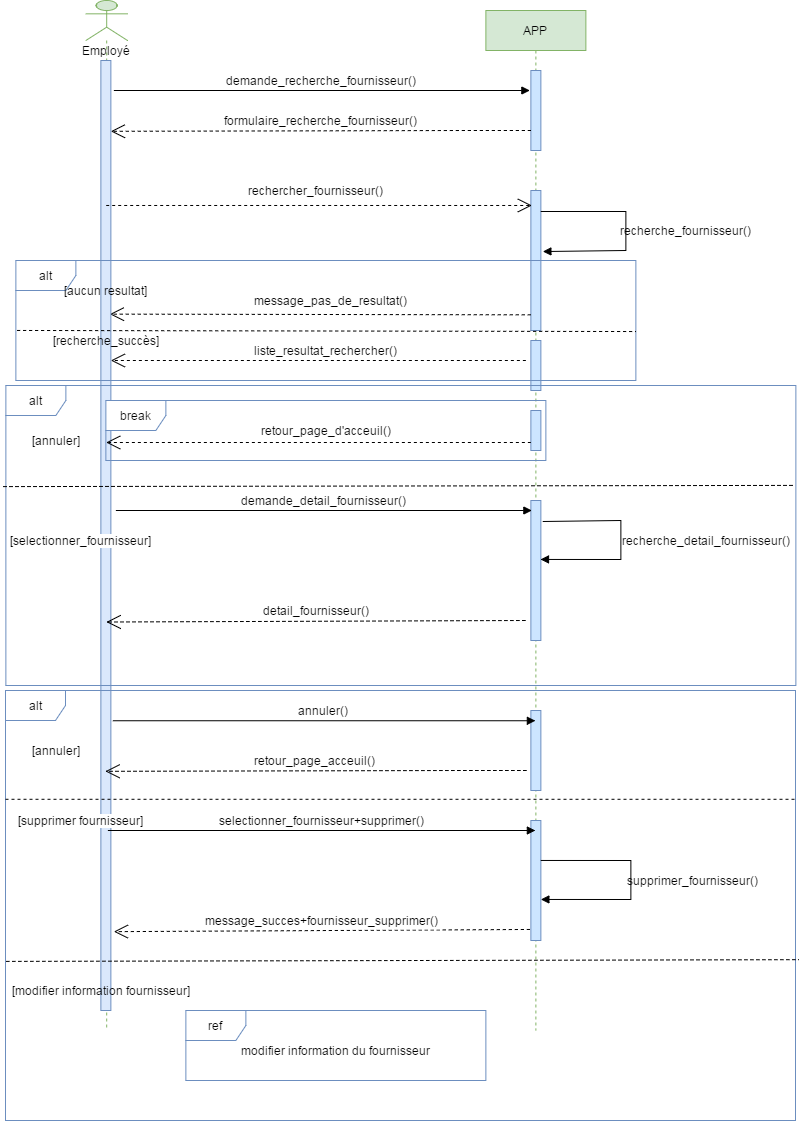 Employé
APP
demande_recherche_fournisseur()
formulaire_recherche_fournisseur()
rechercher_fournisseur()
recherche_fournisseur()
alt
[aucun resultat]
message_pas_de_resultat()
[recherche_succès]
liste_resultat_rechercher()
alt
break
[annuler]
retour_page_d'acceuil()
demande_detail_fournisseur()
[selectionner_fournisseur]
recherche_detail_fournisseur()
detail_fournisseur()
alt
annuler()
[annuler]
retour_page_acceuil()
[supprimer fournisseur]
selectionner_fournisseur+supprimer()
supprimer_fournisseur()
message_succes+fournisseur_supprimer()
[modifier information fournisseur]
ref
modifier information du fournisseur